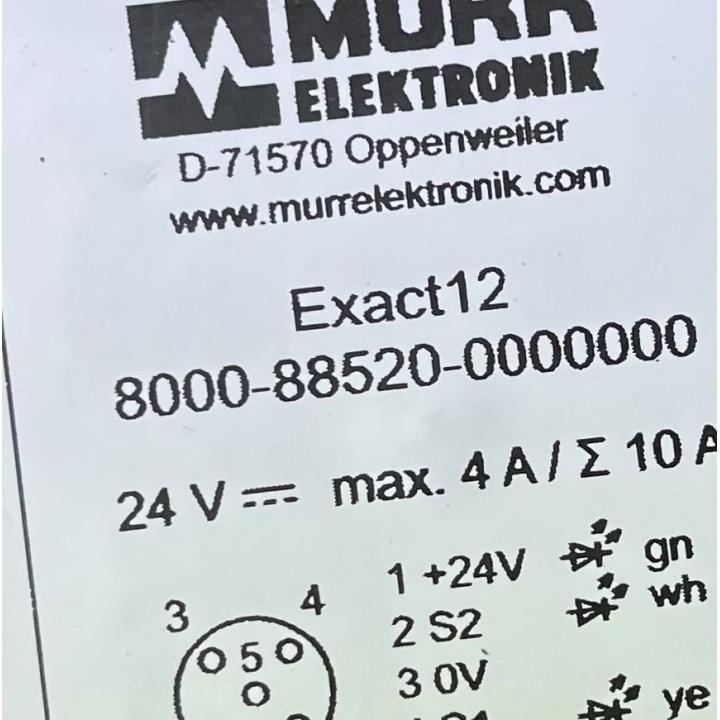 MURR
ELEKTRONIK
D-71570 Oppenweiler
www.murrelektronik.com
Exact12
8000-88520-0000000
24 V max. 4 A / Σ 10 A
1 +24V gn
2 S2 wh
3 0V
ye
3 4
5